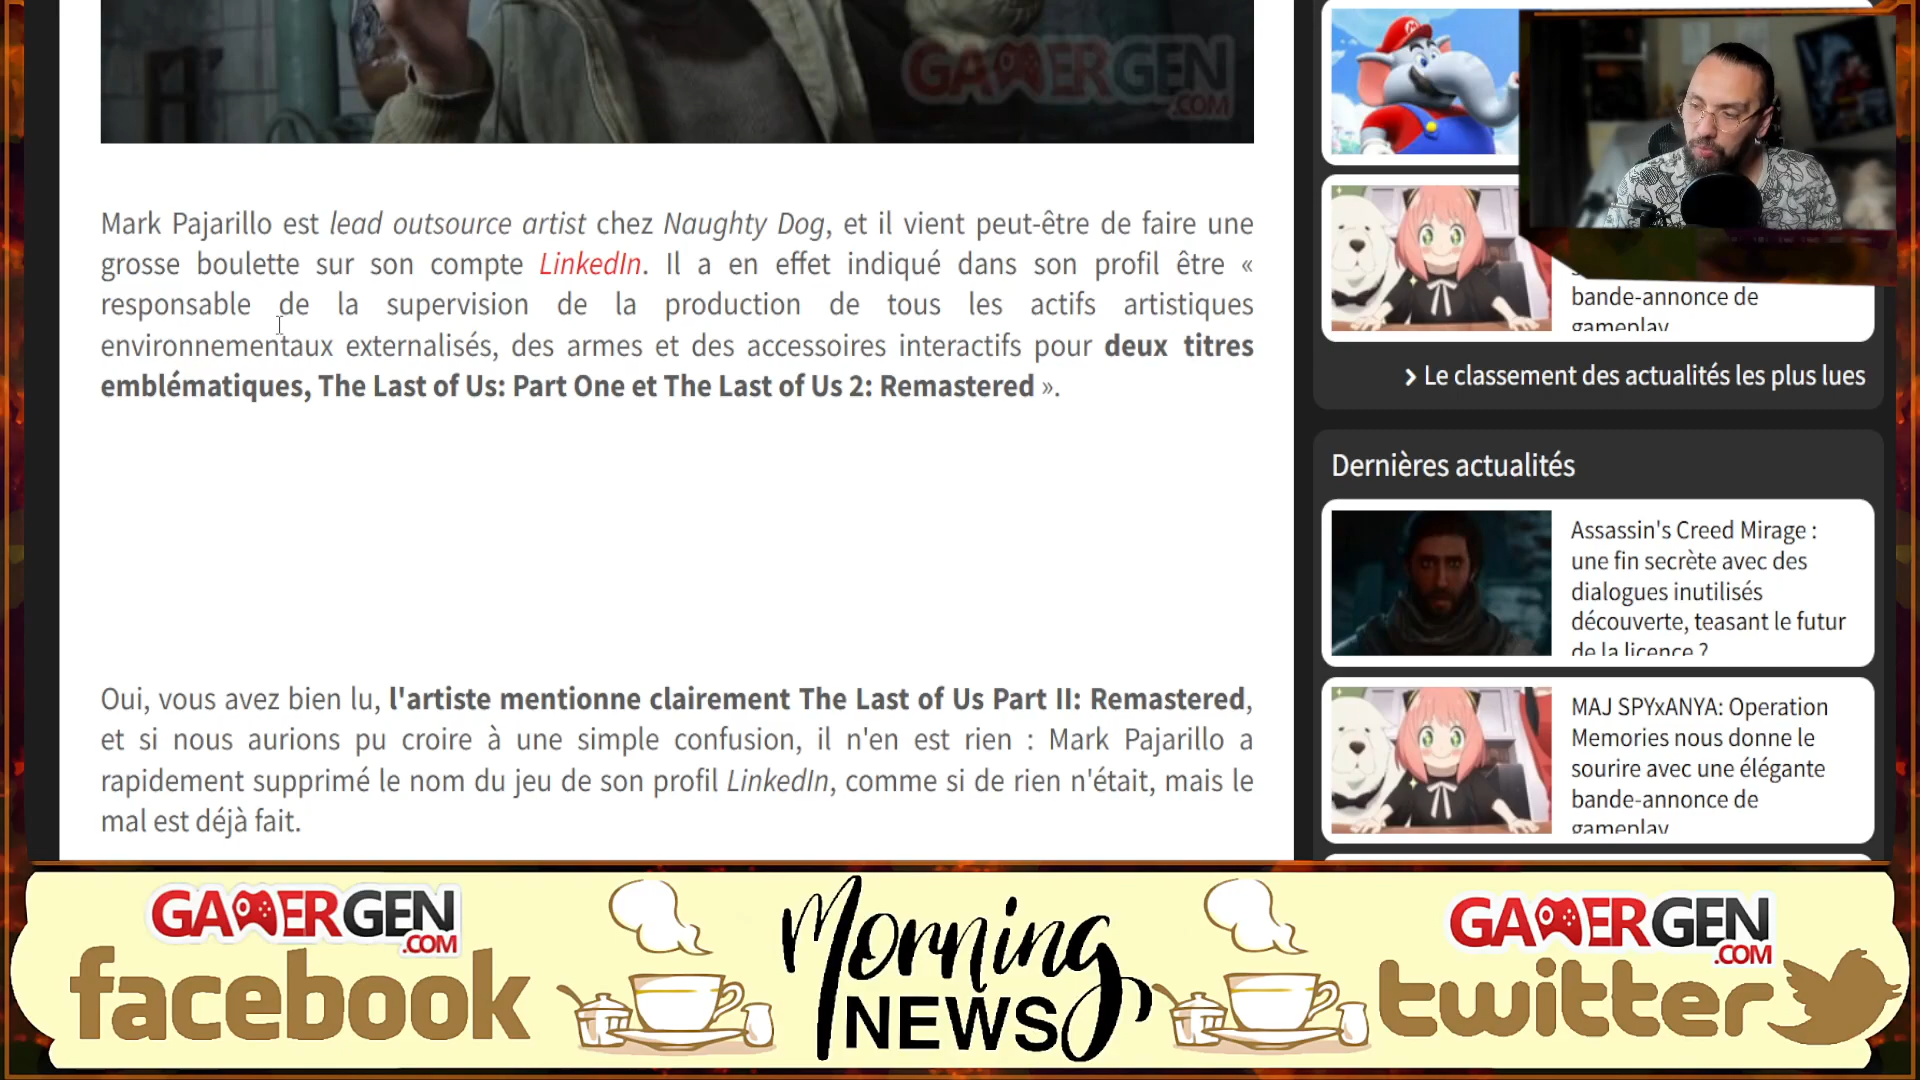 GAMERGEN
.COM
Mark Pajarillo est lead outsource artist chez Naughty Dog, et il vient peut-être de faire une
grosse boulette sur son compte LinkedIn. Il a en effet indiqué dans son profil être «
responsable de la supervision de la production de tous les actifs artistiques
environnementaux externalisés, des armes et des accessoires interactifs pour deux titres
emblématiques, The Last of Us: Part One et The Last of Us 2: Remastered ».
Oui, vous avez bien lu, l'artiste mentionne clairement The Last of Us Part II: Remastered,
et si nous aurions pu croire à une simple confusion, il n'en est rien : Mark Pajarillo a
rapidement supprimé le nom du jeu de son profil LinkedIn, comme si de rien n'était, mais le
mal est déjà fait.
bande-annonce de
gameplay
Le classement des actualités les plus lues
Dernières actualités
Assassin's Creed Mirage :
une fin secrète avec des
dialogues inutilisés
découverte, teasant le futur
de la licence ?
MAJ SPYxANYA: Operation
Memories nous donne le
sourire avec une élégante
bande-annonce de
gameplay
GAMERGEN
.COM
facebook
Morning
NEWS
GAMERGEN
.COM
twitter